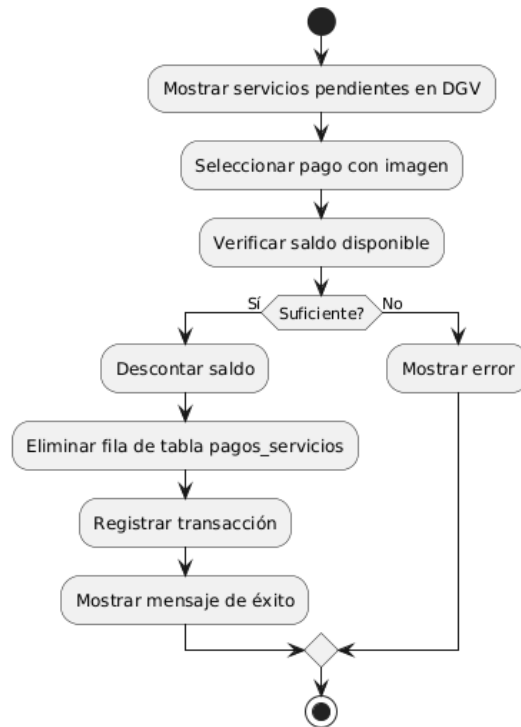 Mostrar servicios pendientes en DGV
Seleccionar pago con imagen
Verificar saldo disponible
Sí
Suficiente?
No
Descontar saldo
Mostrar error
Eliminar fila de tabla pagos_servicios
Registrar transacción
Mostrar mensaje de éxito